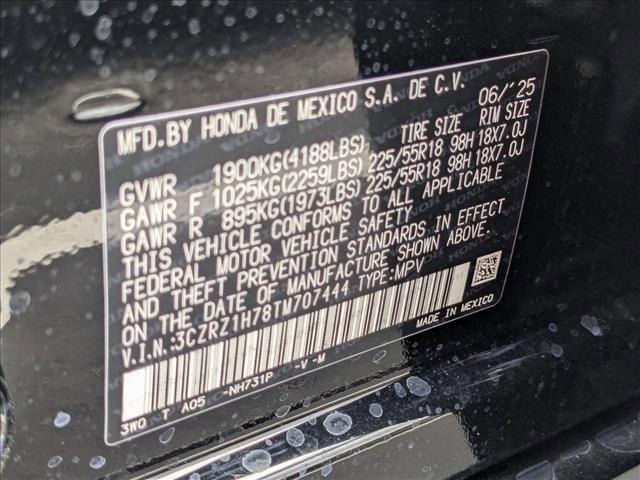 MFD.BY HONDA DE MEXICO S.A. DE C.V. 06/'25
TIRE SIZE RIM SIZE
GVWR 1900KG(4188LBS)
GAWR F 1025KG(2259LBS) 225/55R18 98H 18X7.0J
GAWR R 895KG(1973LBS) 225/55R18 98H 18X7.0J
THIS VEHICLE CONFORMS TO ALL APPLICABLE
FEDERAL MOTOR VEHICLE SAFETY
AND THEFT PREVENTION STANDARDS IN EFFECT
ON THE DATE OF MANUFACTURE SHOWN ABOVE.
V.I.N.:3CZRZ1H78TM707444 TYPE:MPV
MADE IN MEXICO
3W0 T A05 -NH731P -V -M